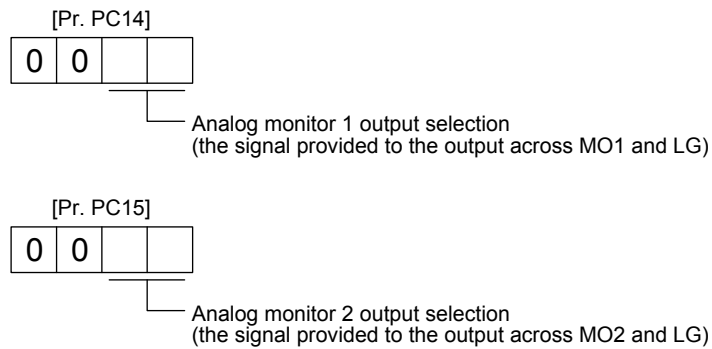 [Pr. PC14]
0 0
Analog monitor 1 output selection
(the signal provided to the output across MO1 and LG)
[Pr. PC15]
0 0
Analog monitor 2 output selection
(the signal provided to the output across MO2 and LG)